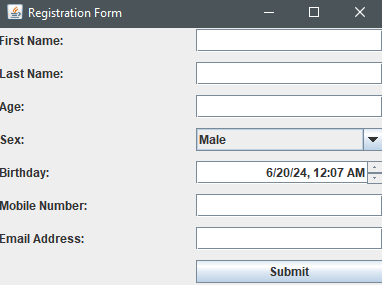 Registration Form
First Name:
Last Name:
Age:
Sex: Male
Birthday: 6/20/24, 12:07 AM
Mobile Number:
Email Address:
Submit